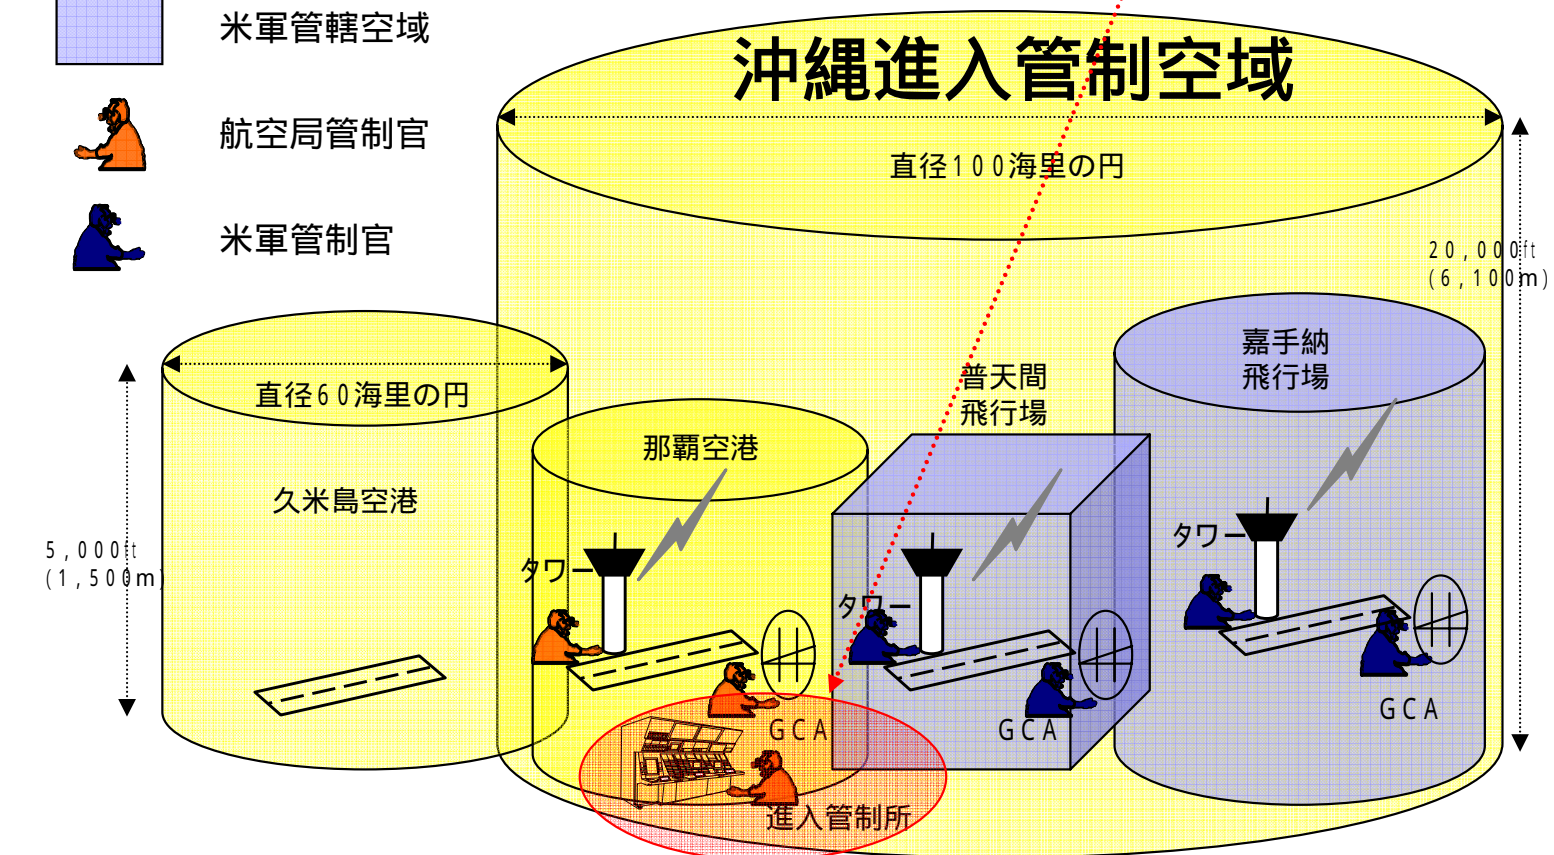 米軍管轄空域
沖縄進入管制空域
航空局管制官
直径100海里の円
米軍管制官
20,000ft
(6,100m)
嘉手納
飛行場
普天間
飛行場
直径60海里の円
那覇空港
久米島空港
タワー
5,000ft
(1,500m)
タワー
タワー
GCA
GCA
GCA
進入管制所